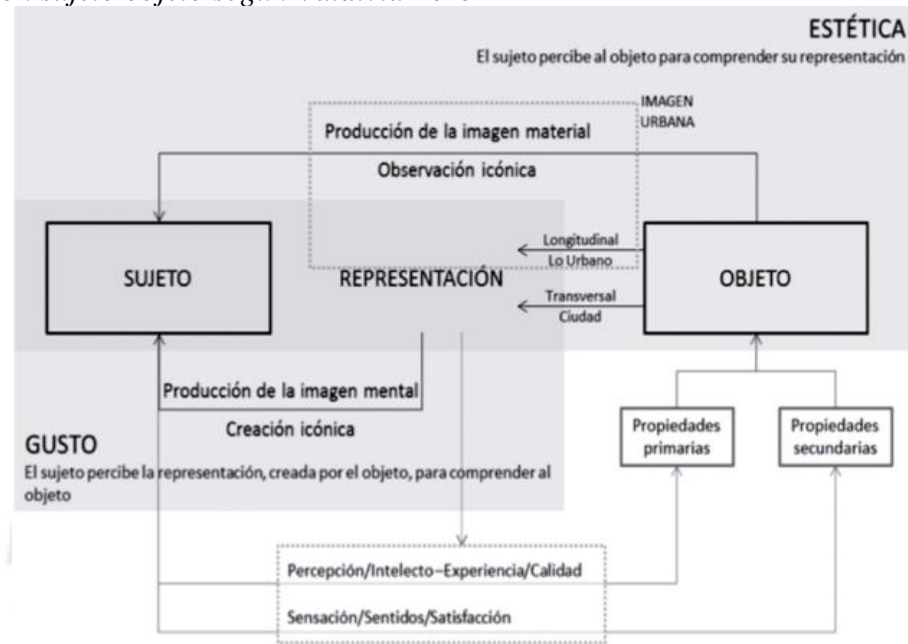 ESTÉTICA
El sujeto percibe al objeto para comprender su representación
IMAGEN
URBANA
Producción de la imagen material
Observación icónica
SUJETO
REPRESENTACIÓN
Longitudinal
Lo Urbano
Transversal
Ciudad
OBJETO
Producción de la imagen mental
Creación icónica
GUSTO
El sujeto percibe la representación, creada por el objeto, para comprender al
objeto
Propiedades
primarias
Propiedades
secundarias
Percepción/Intelecto–Experiencia/Calidad
Sensación/Sentidos/Satisfacción